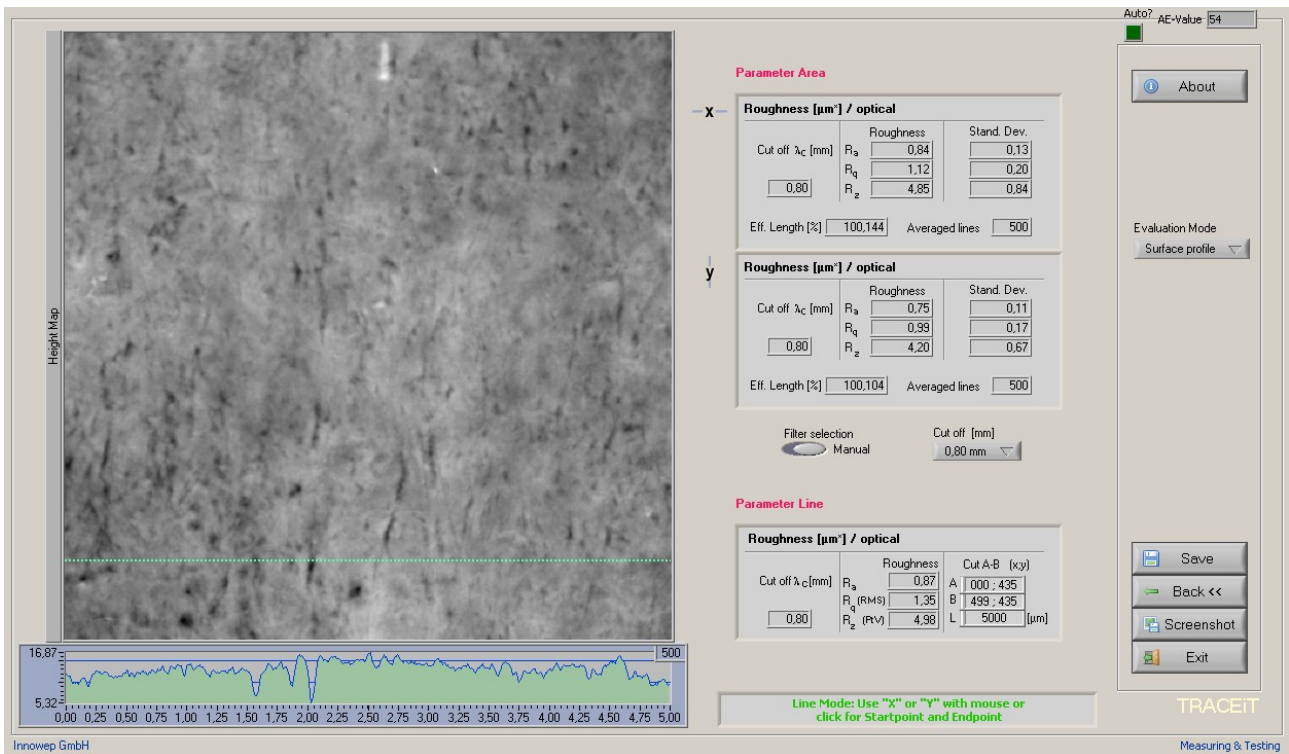 Auto? AE-Value 54
About
Parameter Area
x
Roughness [µm*] / optical
Roughness Stand. Dev.
Cut off λc [mm] Ra 0,84 0,13
Rq 1,12 0,20
0,80 Rz 4,85 0,84
Eff. Length [%] 100,144 Averaged lines 500
Evaluation Mode
Surface profile
y
Roughness [µm*] / optical
Roughness Stand. Dev.
Cut off λc [mm] Ra 0,75 0,11
Rq 0,99 0,17
0,80 Rz 4,20 0,67
Eff. Length [%] 100,104 Averaged lines 500
Height Map
Filter selection Cut off [mm]
Manual 0,80 mm
Parameter Line
Roughness [µm*] / optical
Roughness Cut A-B (x,y)
Cut off λc[mm] Ra 0,87 A 000 ; 435
Rq (RMS) 1,35 B 499 ; 435
0,80 Rz (PtV) 4,98 L 5000 [µm]
Save
Back <<
Screenshot
Exit
16,87 500
5,32
0,00 0,25 0,50 0,75 1,00 1,25 1,50 1,75 2,00 2,25 2,50 2,75 3,00 3,25 3,50 3,75 4,00 4,25 4,50 4,75 5,00
Line Mode: Use "X" or "Y" with mouse or
click for Startpoint and Endpoint
TRACEiT
Innowep GmbH Measuring & Testing